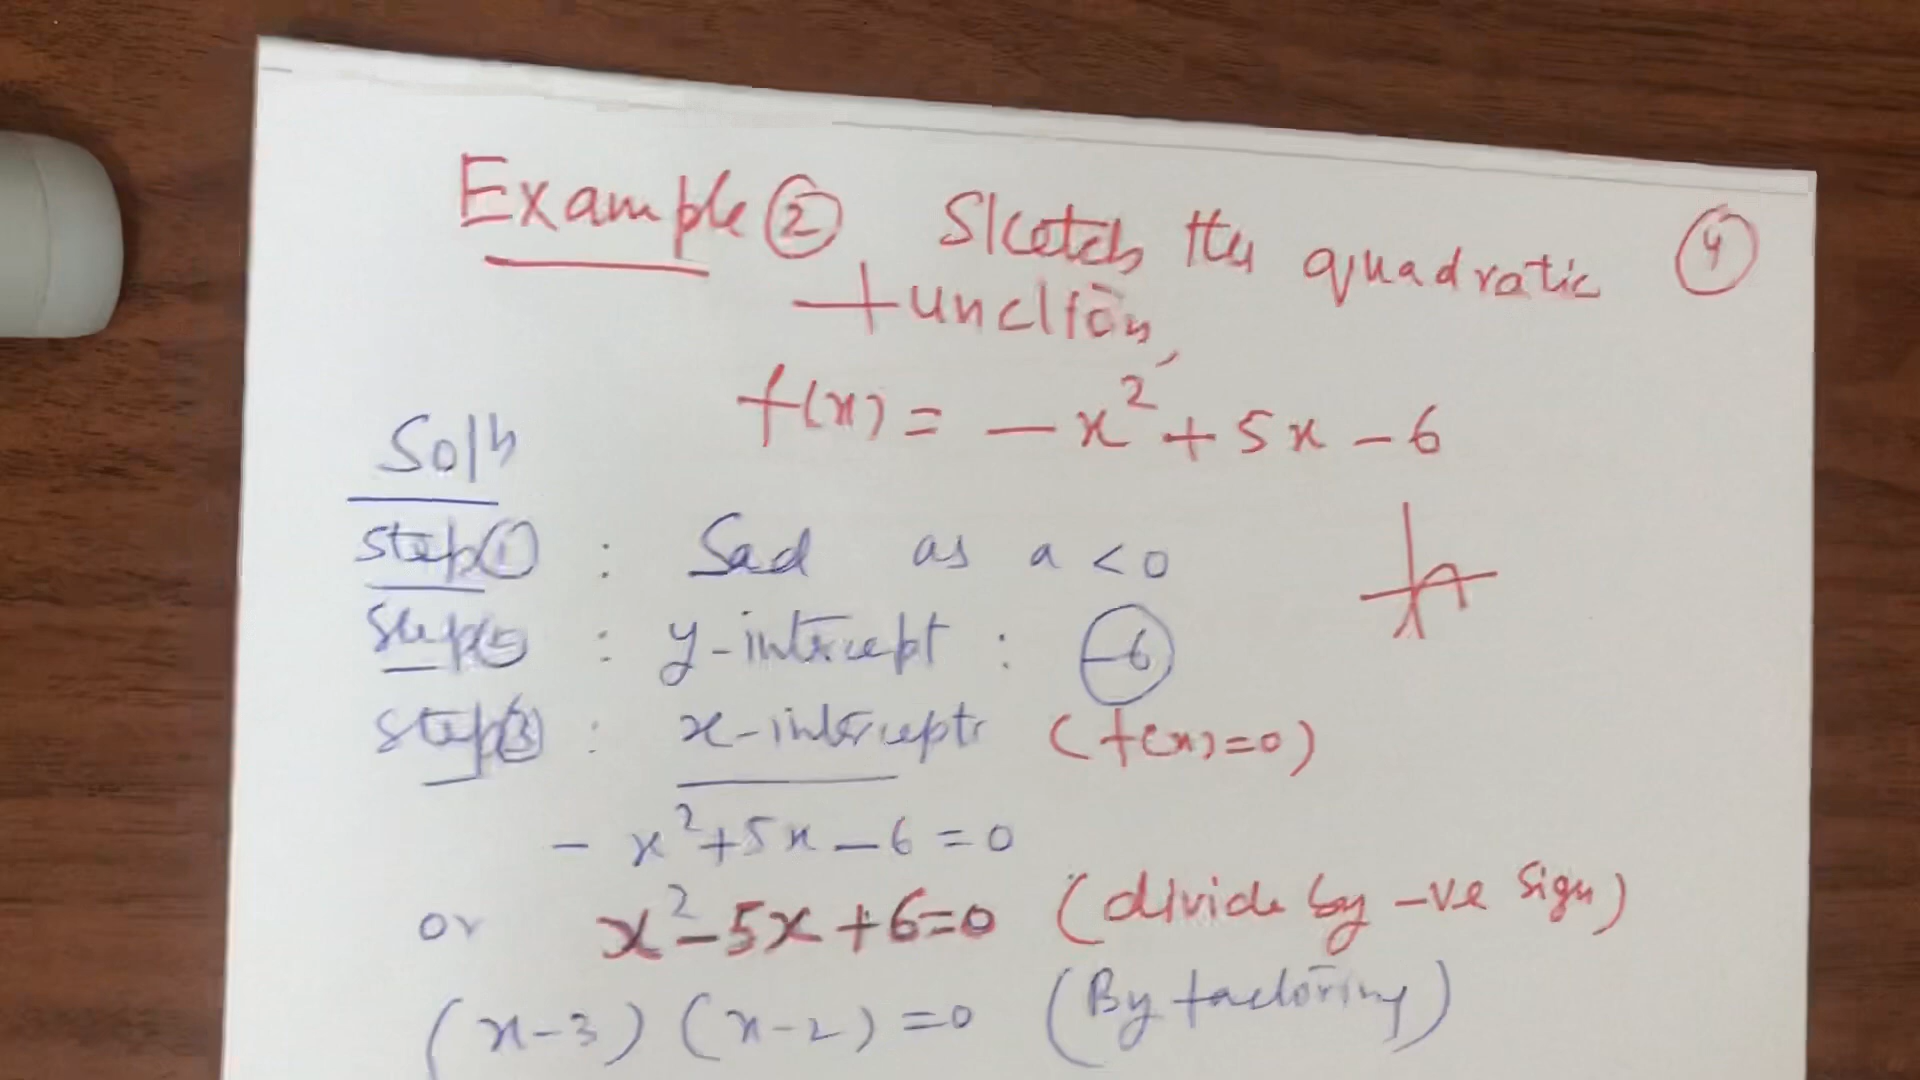 Example ② Sketch the quadratic ④
function,
f(x) = -x² + 5x - 6
Soln
Step① : Sad as a < 0
Step② : y-intercept : -6
Step③ : x-intercepts (f(x)=0)
- x² + 5x - 6 = 0
or x² - 5x + 6 = 0 (divide by -ve sign)
(x-3) (x-2) = 0 (By factoring)